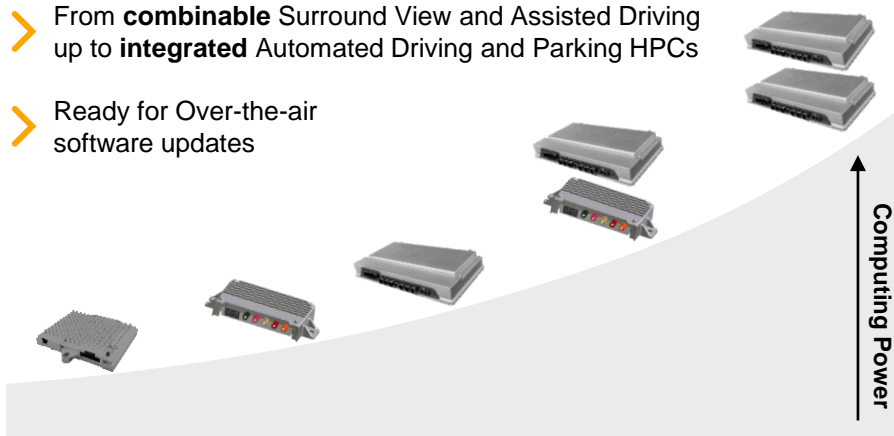 From combinable Surround View and Assisted Driving
up to integrated Automated Driving and Parking HPCs
Ready for Over-the-air
software updates
Computing Power